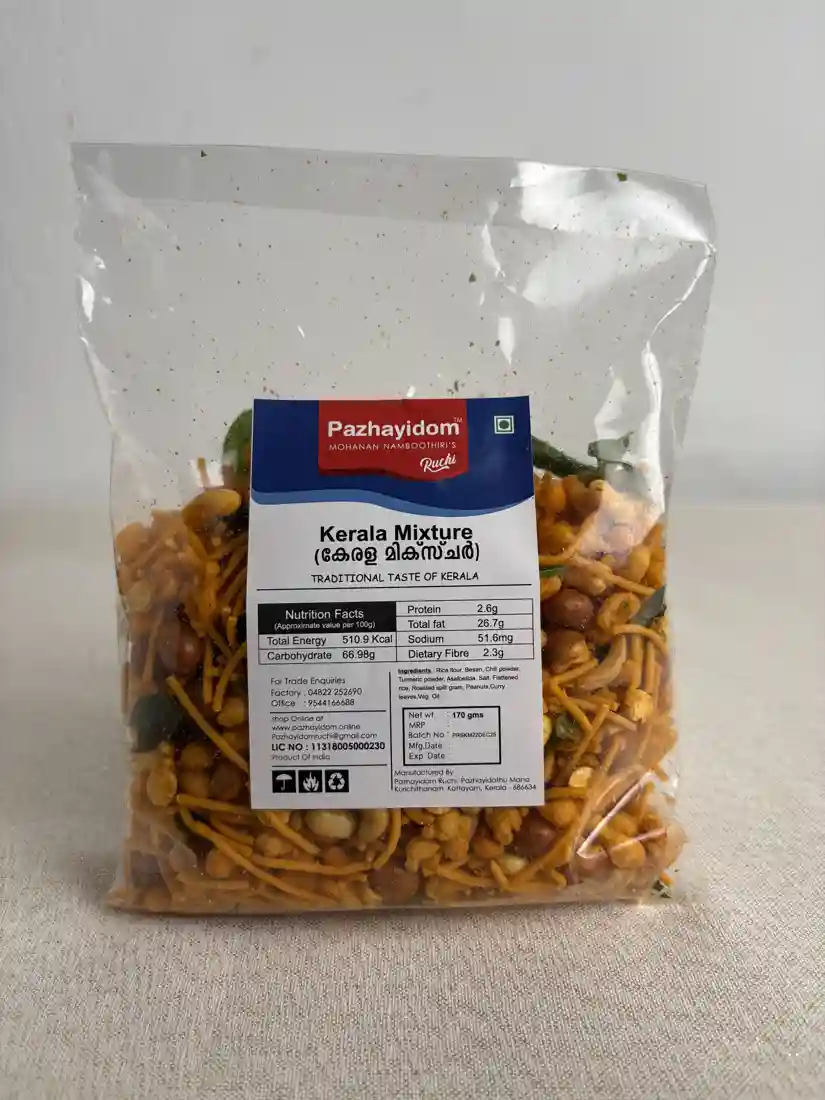 Pazhayidom™
MOHANAN NAMBOOTHIRI'S
Ruchi
Kerala Mixture
(കേരള മിക്സ്ചർ)
TRADITIONAL TASTE OF KERALA
Nutrition Facts
(Approximate value per 100g)
Total Energy 510.9 Kcal
Carbohydrate 66.98g
Protein 2.6g
Total fat 26.7g
Sodium 51.6mg
Dietary Fibre 2.3g
For Trade Enquiries
Factory : 04822 252690
Office : 9544166688
shop Online at
www.pazhayidom.online
Pazhayidomruchi@gmail.com
LIC NO : 11318005000230
Product Of India
Ingredients : Rice flour, Besan, Chilli powder,
Turmeric powder, Asafoetida, Salt, Flattened
rice, Roasted split gram, Peanuts,Curry
leaves,Veg. Oil
Net wt : 170 gms
MRP :
Batch No : PRSKM22DEC25
Mfg.Date :
Exp Date :
Manufactured By
Pazhayidom Ruchi, Pazhayidothu Mana
Kurichithanam, Kottayam, Kerala - 686634